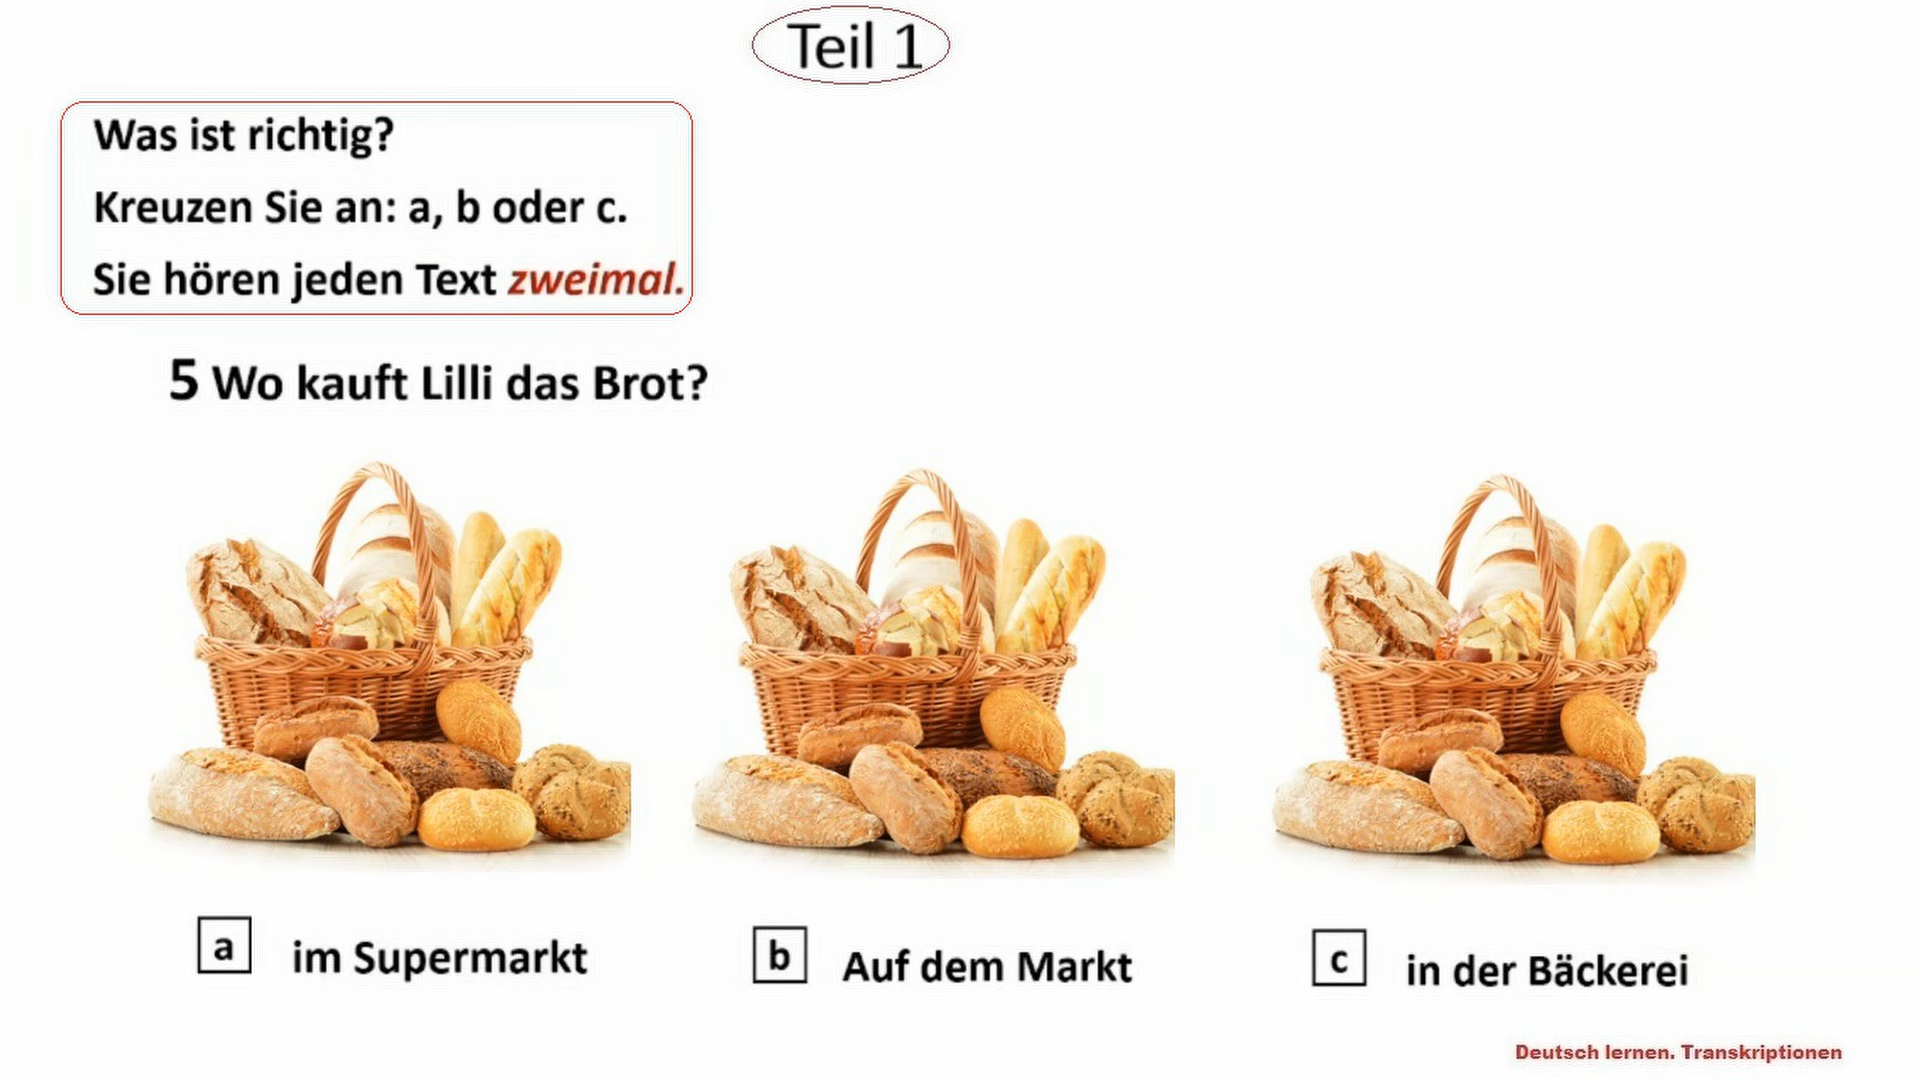 Teil 1
Was ist richtig?
Kreuzen Sie an: a, b oder c.
Sie hören jeden Text zweimal.
5 Wo kauft Lilli das Brot?
a im Supermarkt
b Auf dem Markt
c in der Bäckerei
Deutsch lernen. Transkriptionen